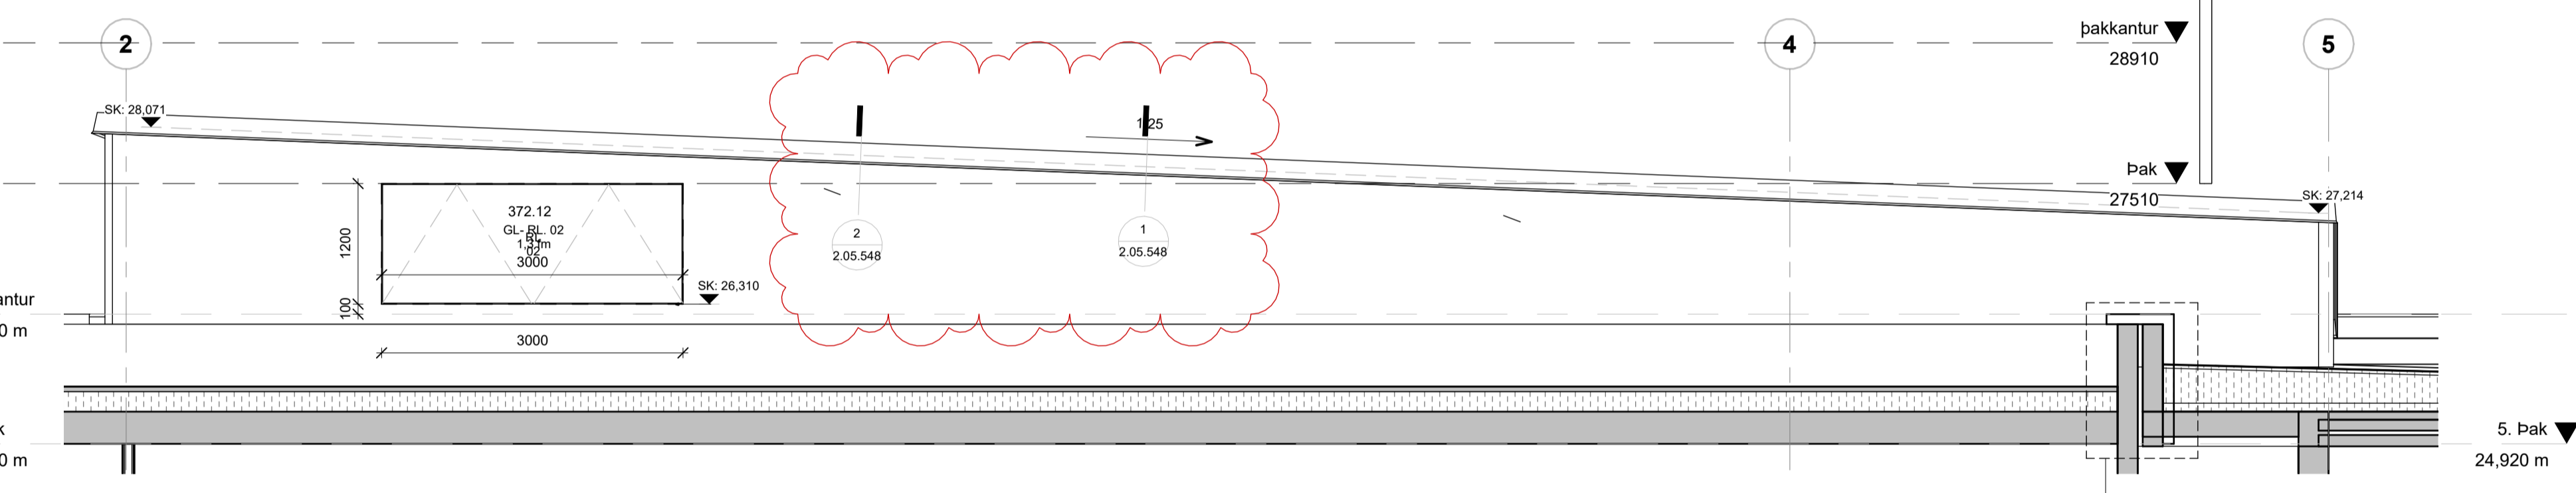 2
4
5
þakkantur
28910
SK: 28,071
1:25
Þak
27510
SK: 27,214
372.12
GL- RL. 02
3000
1200
100
2
2.05.548
1
2.05.548
SK: 26,310
antur
0 m
3000
k
0 m
5. Þak
24,920 m